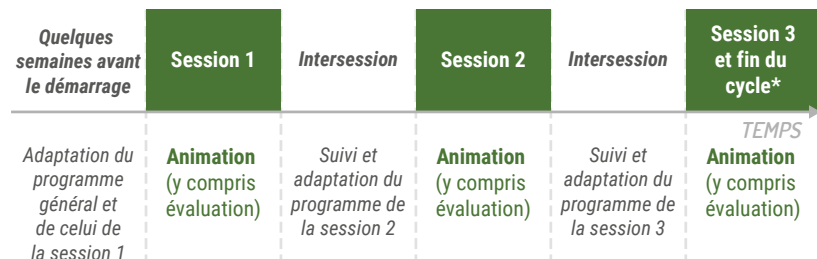 Quelques
semaines avant
le démarrage
Session 1
Intersession
Session 2
Intersession
Session 3
et fin du
cycle*
TEMPS
Adaptation du
programme
général et
de celui de
la session 1
Animation
(y compris
évaluation)
Suivi et
adaptation du
programme de
la session 2
Animation
(y compris
évaluation)
Suivi et
adaptation du
programme de
la session 3
Animation
(y compris
évaluation)